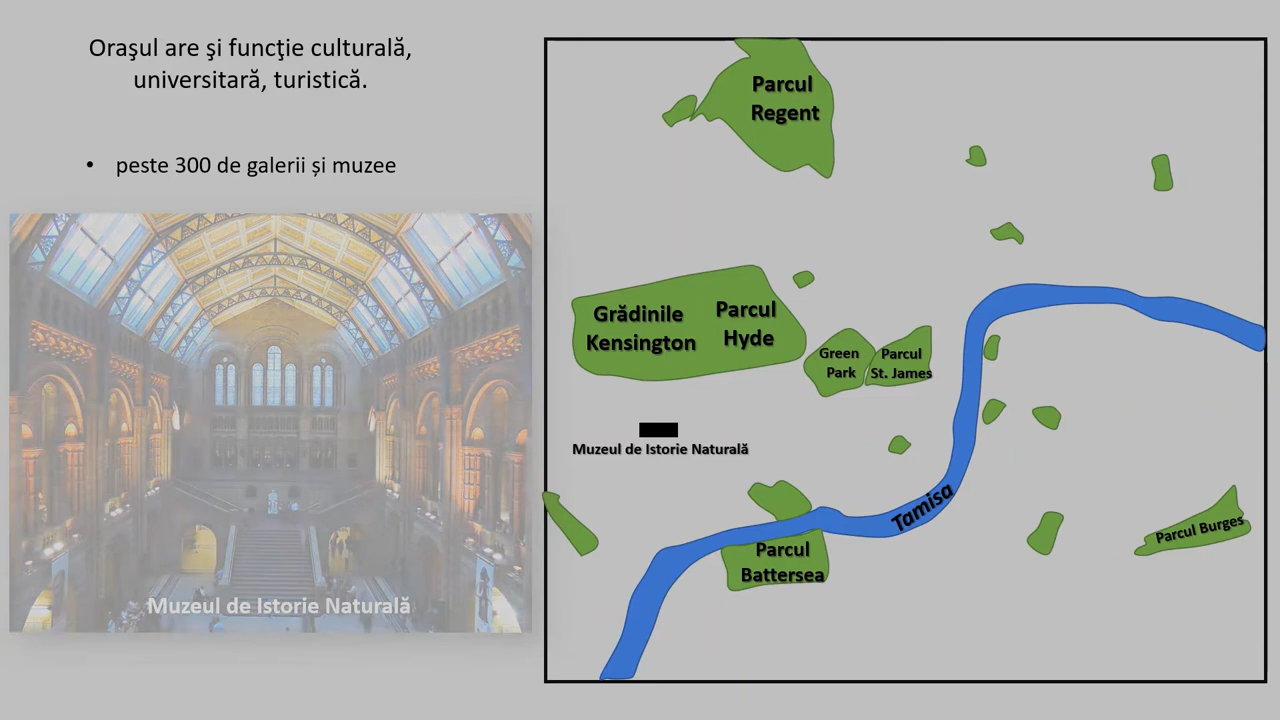 Oraşul are şi funcţie culturală,
universitară, turistică.
• peste 300 de galerii și muzee
Muzeul de Istorie Naturală
Parcul
Regent
Grădinile
Kensington
Parcul
Hyde
Green
Park
Parcul
St. James
Muzeul de Istorie Naturală
Tamisa
Parcul
Battersea
Parcul Burges